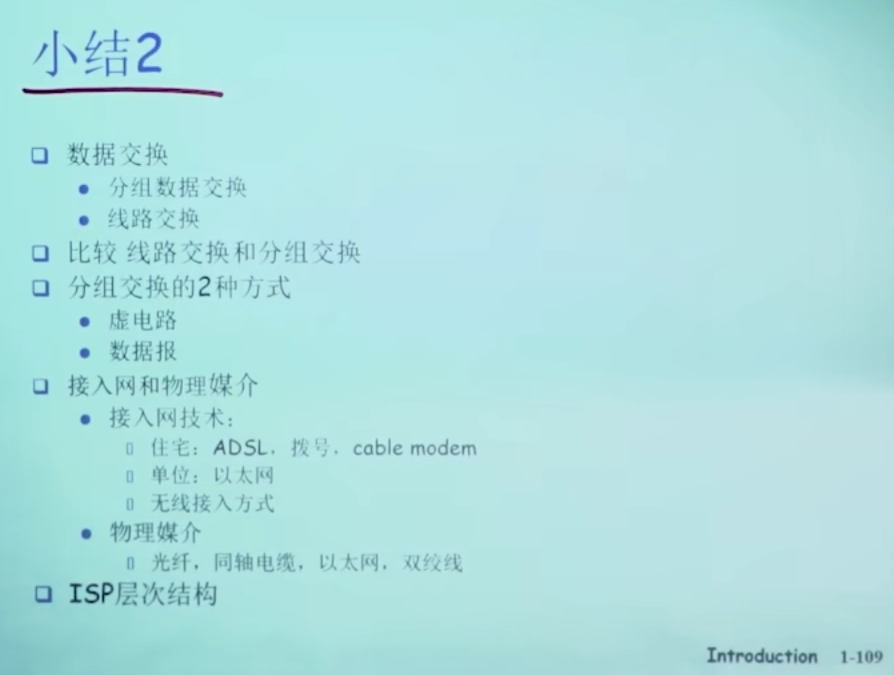 小结2
数据交换
分组数据交换
线路交换
比较 线路交换和分组交换
分组交换的2种方式
虚电路
数据报
接入网和物理媒介
接入网技术：
住宅：ADSL，拨号，cable modem
单位：以太网
无线接入方式
物理媒介
光纤，同轴电缆，以太网，双绞线
ISP层次结构
Introduction 1-109